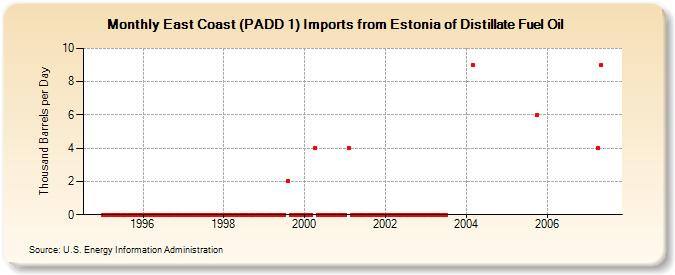 Monthly East Coast (PADD 1) Imports from Estonia of Distillate Fuel Oil
Thousand Barrels per Day
10
8
6
4
2
0
1996 1998 2000 2002 2004 2006
Source: U.S. Energy Information Administration